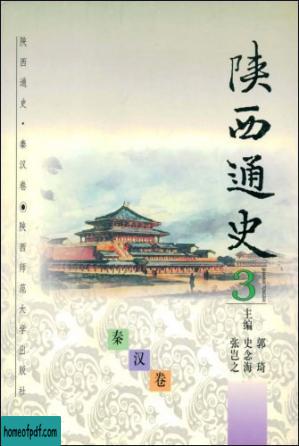 陕西通史
3
主编
郭琦
史念海
张岂之
秦汉卷
陕西通史·秦汉卷
陕西师范大学出版社
homeofpdf.com